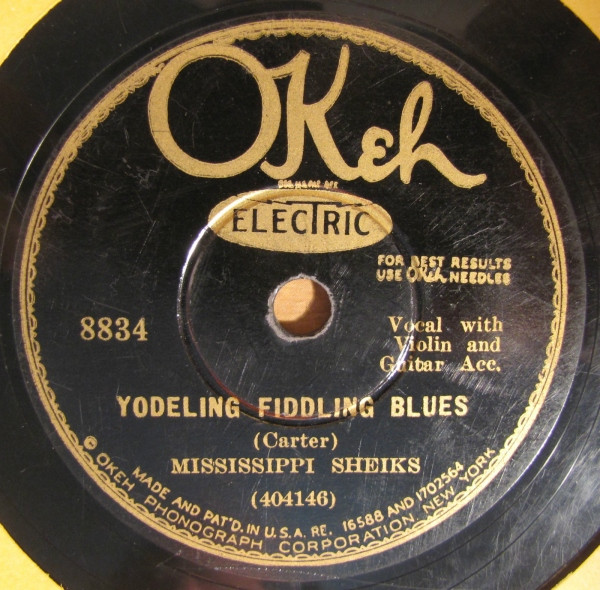 OKeh
ELECTRIC
FOR BEST RESULTS
USE OKeh NEEDLES
8834
Vocal with
Violin and
Guitar Acc.
YODELING FIDDLING BLUES
(Carter)
MISSISSIPPI SHEIKS
(404146)
MADE AND PAT'D. IN U.S.A. RE. 16588 AND 1702564
OKEH PHONOGRAPH CORPORATION NEW YORK